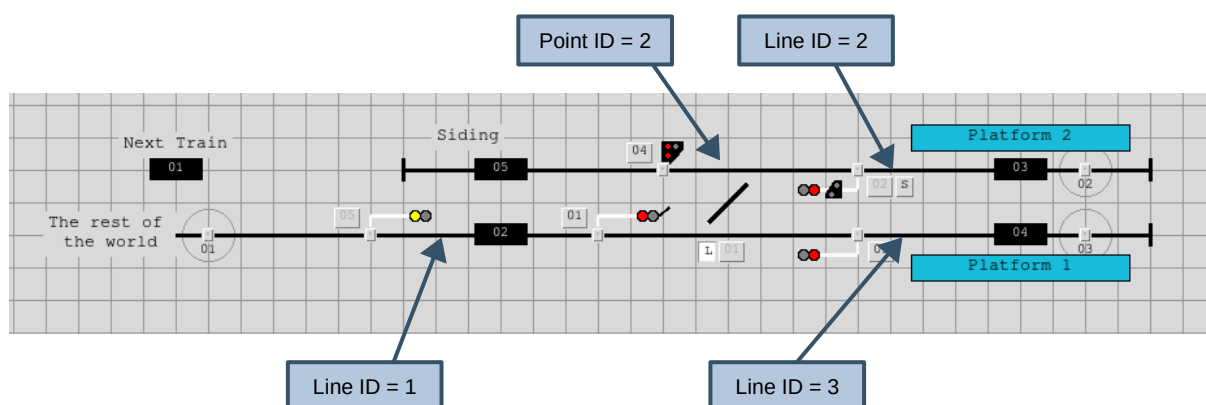 Point ID = 2
Line ID = 2
Next Train
Siding
Platform 2
04
01
05
03
02
S
02
The rest of
the world
05
01
02
04
01
L
01
03
Platform 1
Line ID = 1
Line ID = 3